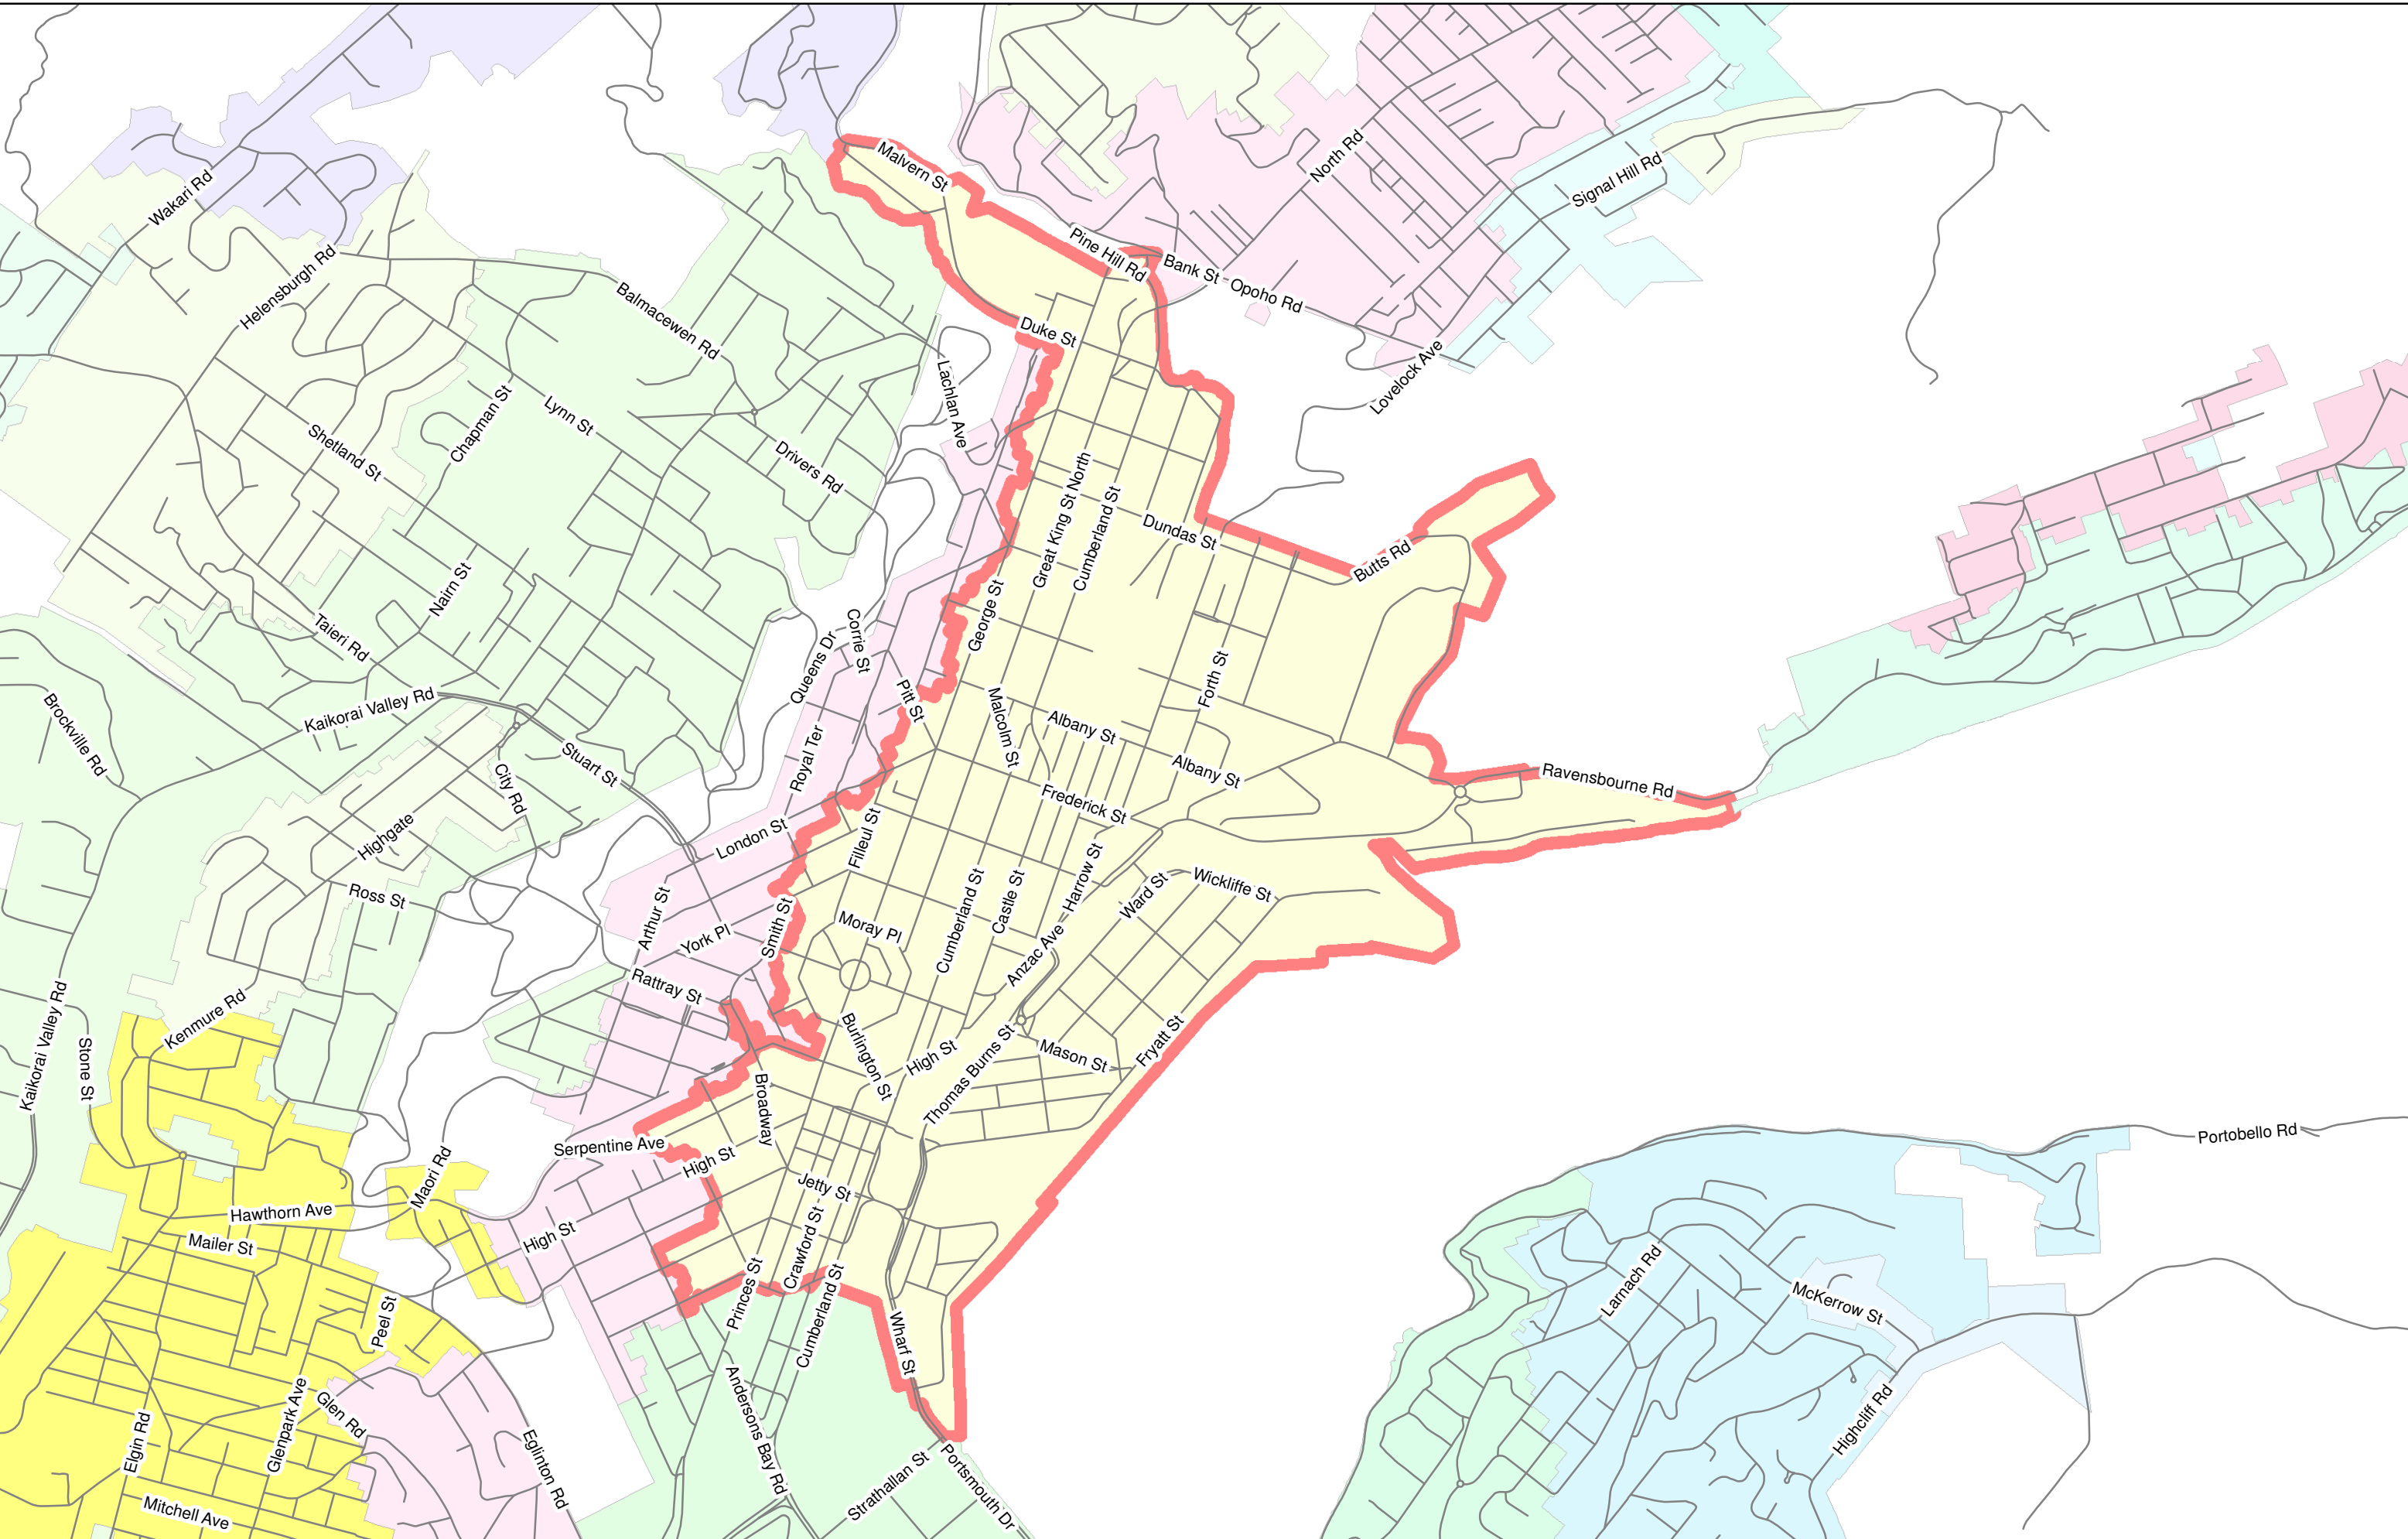 Malvern St
North Rd
Signal Hill Rd
Wakari Rd
Pine Hill Rd
Bank St
Opoho Rd
Helensburgh Rd
Balmacewen Rd
Duke St
Lachlan Ave
Lovelock Ave
Chapman St
Lynn St
Shetland St
Drivers Rd
Great King St North
Cumberland St
Dundas St
Butts Rd
Nairn St
Taieri Rd
George St
Corrie St
Queens Dr
Forth St
Pitt St
Kaikorai Valley Rd
Brockville Rd
Malcolm St
Albany St
Royal Ter
Stuart St
City Rd
Albany St
Ravensbourne Rd
Frederick St
London St
Filleul St
Highgate
Harrow St
Ross St
Arthur St
Ward St
Wickliffe St
Castle St
Cumberland St
Smith St
Moray Pl
York Pl
Anzac Ave
Rattray St
Kenmure Rd
Kaikorai Valley Rd
Stone St
Burlington St
High St
Thomas Burns St
Mason St
Fryatt St
Broadway
Serpentine Ave
High St
Portobello Rd
Maori Rd
Jetty St
Hawthorn Ave
Mailer St
High St
Crawford St
Princes St
Cumberland St
Larnach Rd
McKerrow St
Peel St
Wharf St
Glenpark Ave
Glen Rd
Elgin Rd
Andersons Bay Rd
Highcliff Rd
Eglinton Rd
Strathallan St
Portsmouth Dr
Mitchell Ave